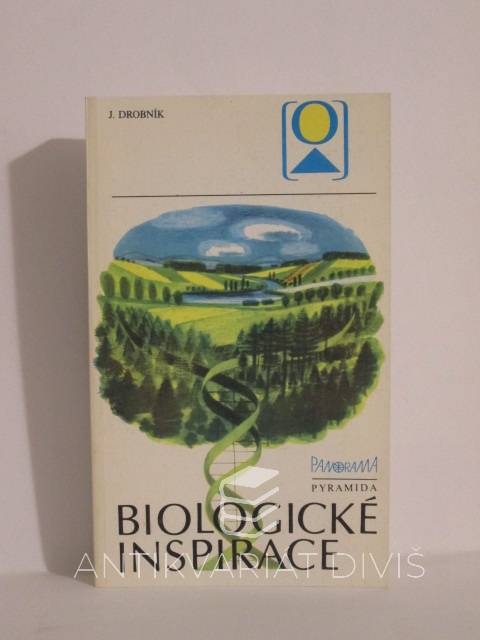 J. DROBNÍK
PANORAMA
PYRAMIDA
BIOLOGICKÉ
INSPIRACE
ANTIKVARIÁT DIVIŠ